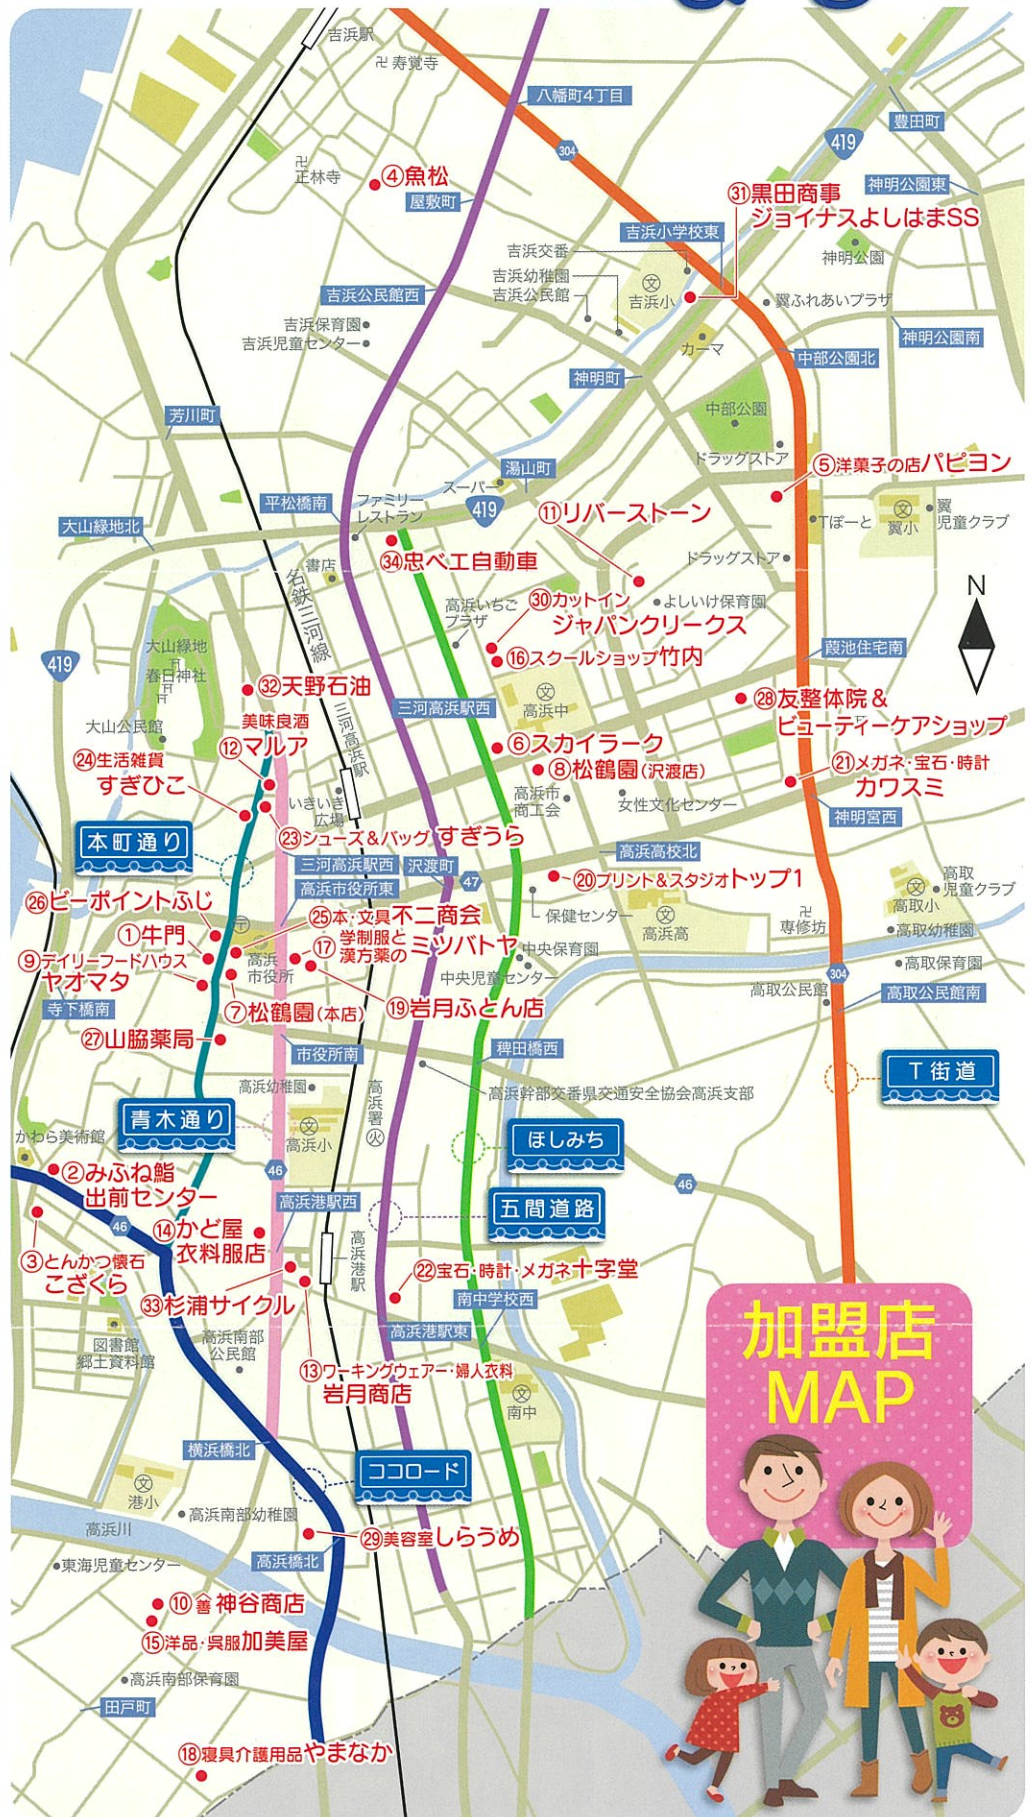 吉浜駅
卍 寿覚寺
八幡町4丁目
304
419
豊田町
卍
正林寺
④魚松
屋敷町
㉛黒田商事
ジョイナスよしはまSS
神明公園東
吉浜小学校東
吉浜交番
吉浜幼稚園
吉浜公民館
文
吉浜小
神明公園
吉浜公民館西
翼ふれあいプラザ
吉浜保育園
吉浜児童センター
カーマ
神明公園南
中部公園北
神明町
中部公園
芳川町
ドラッグストア
⑤洋菓子の店パピヨン
湯山町
スーパー
419
平松橋南
ファミリー
レストラン
⑪リバーストーン
大山緑地北
Tぽーと
文
翼小
翼
児童クラブ
㉞忠べエ自動車
書店
名鉄三河線
ドラッグストア
高浜いちご
プラザ
㉚カットイン
ジャパンクリークス
よしいけ保育園
N
大山緑地
春日神社
419
⑯スクールショップ竹内
葭池住宅南
㉜天野石油
文
高浜中
三河高浜駅西
㉘友整体院&
ビューティーケアショップ
大山公民館
美味良酒
⑫マルア
三河高浜駅
⑥スカイラーク
⑧松鶴園(沢渡店)
㉔生活雑貨
すぎひこ
㉑メガネ・宝石・時計
カワスミ
いきいき
広場
高浜市
商工会
女性文化センター
神明宮西
本町通り
㉓シューズ&バッグ すぎうら
三河高浜駅西
沢渡町
高浜高校北
高浜市役所東
47
⑳プリント&スタジオトップ1
㉖ビーポイントふじ
㉕本・文具不二商会
保健センター
文
高浜高
卍
専修坊
文
高取小
高取
児童クラブ
①牛門
高浜
市役所
⑰学制服と
漢方薬のミツバトヤ
高取幼稚園
⑨デイリーフードハウス
ヤオマタ
中央保育園
中央児童センター
高取保育園
304
高取公民館
高取公民館南
寺下橋南
⑦松鶴園(本店)
⑲岩月ふとん店
㉗山脇薬局
市役所南
稗田橋西
高浜幼稚園
高浜署
火
高浜幹部交番県交通安全協会高浜支部
T街道
青木通り
文
高浜小
ほしみち
かわら美術館
②みふね鮨
出前センター
46
46
五間道路
高浜港駅西
46
⑭かど屋
衣料服店
高浜港駅
③とんかつ懐石
こざくら
㉒宝石・時計・メガネ十字堂
㉝杉浦サイクル
南中学校西
高浜港駅東
図書館
郷土資料館
高浜南部
公民館
⑬ワーキングウェアー・婦人衣料
岩月商店
文
南中
加盟店
MAP
横浜橋北
ココロード
文
港小
高浜南部幼稚園
高浜川
㉙美容室しらうめ
高浜橋北
東海児童センター
⑩善 神谷商店
⑮洋品・呉服加美屋
高浜南部保育園
田戸町
⑱寝具介護用品やまなか